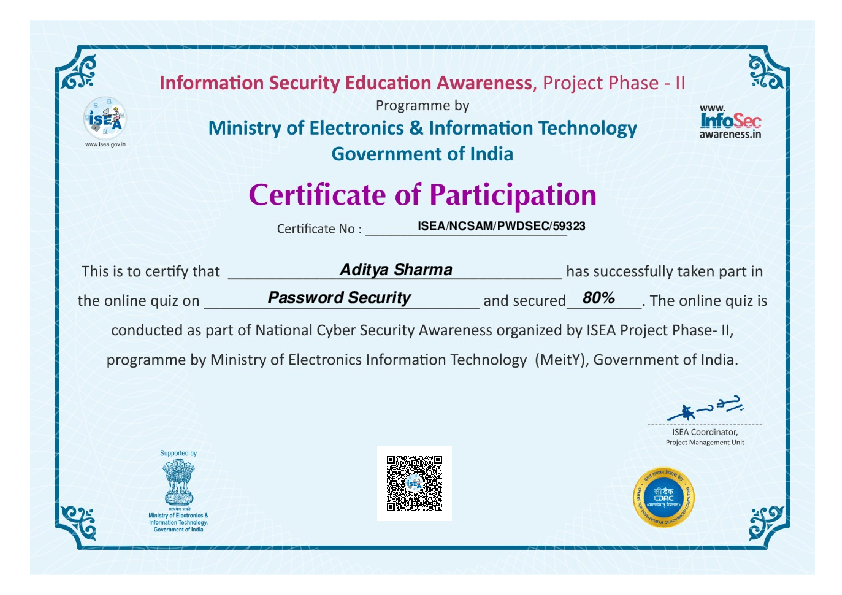 Information Security Education Awareness, Project Phase - II
Programme by
Ministry of Electronics & Information Technology
Government of India
ISEA
www.isea.gov.in
www.
InfoSec
awareness.in
Certificate of Participation
Certificate No : ISEA/NCSAM/PWDSEC/59323
This is to certify that Aditya Sharma has successfully taken part in
the online quiz on Password Security and secured 80% . The online quiz is
conducted as part of National Cyber Security Awareness organized by ISEA Project Phase- II,
programme by Ministry of Electronics Information Technology (MeitY), Government of India.
ISEA Coordinator,
Project Management Unit
Supported by
Ministry of Electronics &
Information Technology,
Government of India
सी डैक
CDAC